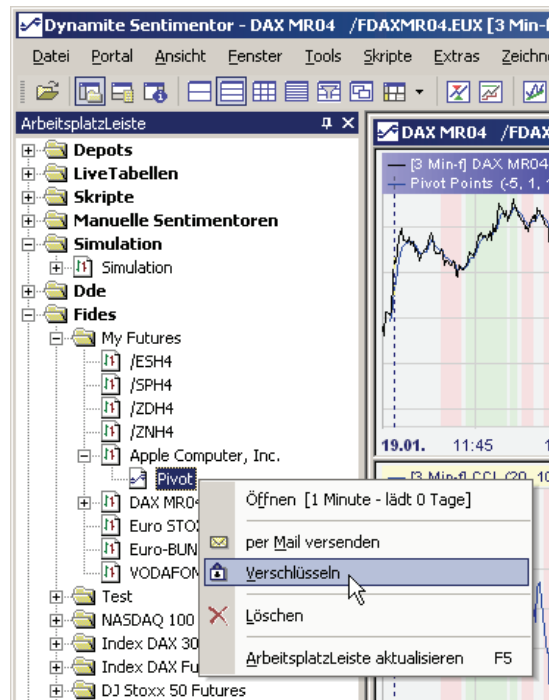 Dynamite Sentimentor - DAX MR04 /FDAXMR04.EUX [3 Min-f
Datei Portal Ansicht Fenster Tools Skripte Extras Zeichne
ArbeitsplatzLeiste
Depots
LiveTabellen
Skripte
Manuelle Sentimentoren
Simulation
Simulation
Dde
Fides
My Futures
/ESH4
/SPH4
/ZDH4
/ZNH4
Apple Computer, Inc.
Pivot
DAX MR04
Euro STO
Euro-BUN
VODAFON
Test
NASDAQ 100
Index DAX 30
Index DAX Fu
DJ Stoxx 50 Futures
Öffnen [1 Minute - lädt 0 Tage]
per Mail versenden
Verschlüsseln
Löschen
ArbeitsplatzLeiste aktualisieren F5
DAX MR04 /FDAX
[3 Min-f] DAX MR04
Pivot Points (-5, 1, 1
19.01. 11:45 1
[3 Min-f] CCI (20, 10